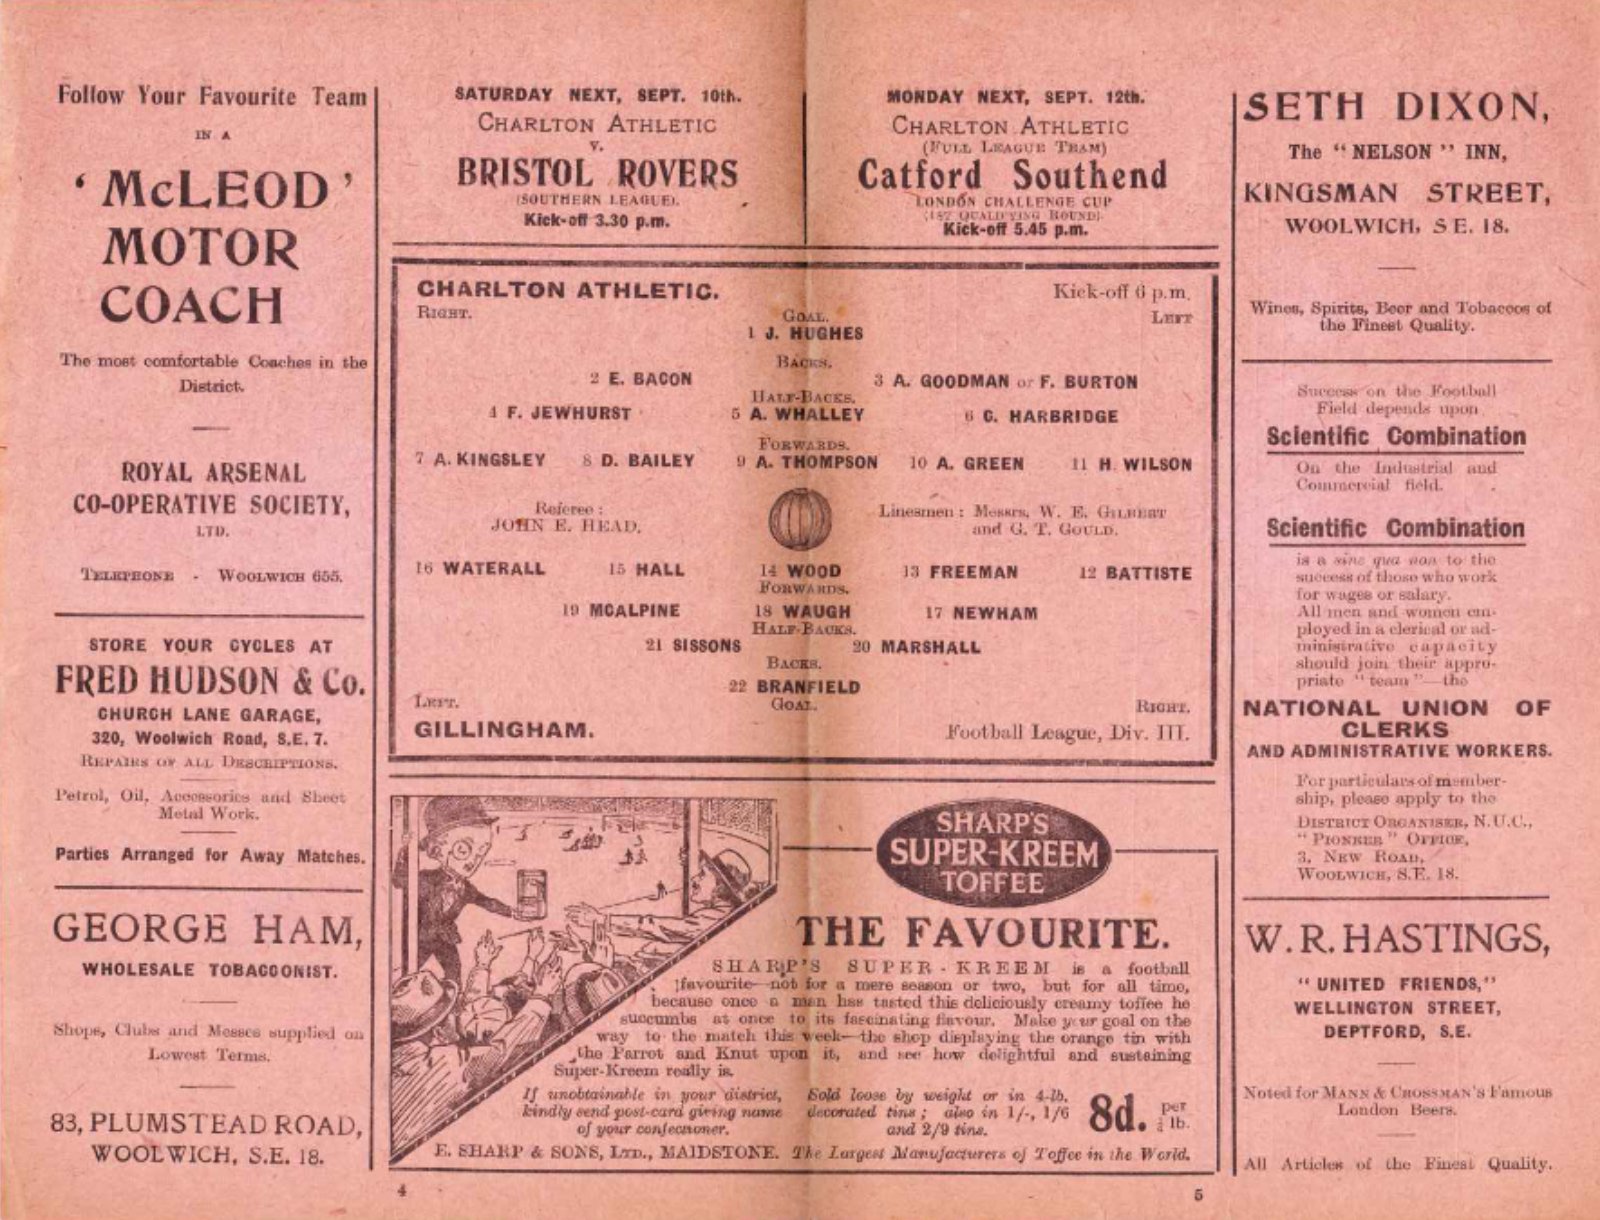 Follow Your Favourite Team
IN A
' McLEOD '
MOTOR
COACH
The most comfortable Coaches in the
District.
ROYAL ARSENAL
CO-OPERATIVE SOCIETY,
LTD.
TELEPHONE - WOOLWICH 655.
STORE YOUR CYCLES AT
FRED HUDSON & Co.
CHURCH LANE GARAGE,
320, Woolwich Road, S.E. 7.
REPAIRS OF ALL DESCRIPTIONS.
Petrol, Oil, Accessories and Sheet
Metal Work.
Parties Arranged for Away Matches.
GEORGE HAM,
WHOLESALE TOBACCONIST.
Shops, Clubs and Messes supplied on
Lowest Terms.
83, PLUMSTEAD ROAD,
WOOLWICH, S.E. 18.
SATURDAY NEXT, SEPT. 10th.
CHARLTON ATHLETIC
V.
BRISTOL ROVERS
(SOUTHERN LEAGUE).
Kick-off 3.30 p.m.
MONDAY NEXT, SEPT. 12th.
CHARLTON ATHLETIC
(FULL LEAGUE TEAM)
Catford Southend
LONDON CHALLENGE CUP
(1ST QUALIFYING ROUND).
Kick-off 5.45 p.m.
CHARLTON ATHLETIC. Kick-off 6 p.m.
RIGHT. LEFT
GOAL.
1 J. HUGHES
BACKS.
2 E. BACON 3 A. GOODMAN or F. BURTON
HALF-BACKS.
4 F. JEWHURST 5 A. WHALLEY 6 C. HARBRIDGE
FORWARDS.
7 A. KINGSLEY 8 D. BAILEY 9 A. THOMPSON 10 A. GREEN 11 H. WILSON
Referee :
JOHN E. HEAD.
Linesmen : Messrs. W. E. GILBERT
and G. T. GOULD.
16 WATERALL 15 HALL 14 WOOD 13 FREEMAN 12 BATTISTE
FORWARDS.
19 MCALPINE 18 WAUGH 17 NEWHAM
HALF-BACKS.
21 SISSONS 20 MARSHALL
BACKS.
22 BRANFIELD
GOAL.
LEFT. RIGHT.
GILLINGHAM. Football League, Div. III.
SHARP'S
SUPER-KREEM
TOFFEE
THE FAVOURITE.
SHARP'S SUPER-KREEM is a football
favourite—not for a mere season or two, but for all time,
because once a man has tasted this deliciously creamy toffee he
succumbs at once to its fascinating flavour. Make your goal on the
way to the match this week—the shop displaying the orange tin with
the Parrot and Knut upon it, and see how delightful and sustaining
Super-Kreem really is.
If unobtainable in your district,
kindly send post-card giving name
of your confectioner.
Sold loose by weight or in 4-lb.
decorated tins ; also in 1/-, 1/6
and 2/9 tins.
8d. per
¼ lb.
E. SHARP & SONS, LTD., MAIDSTONE. The Largest Manufacturers of Toffee in the World.
4
5
SETH DIXON,
The "NELSON" INN,
KINGSMAN STREET,
WOOLWICH, S E. 18.
Wines, Spirits, Beer and Tobaccos of
the Finest Quality.
Success on the Football
Field depends upon
Scientific Combination
On the Industrial and
Commercial field.
Scientific Combination
is a sine qua non to the
success of those who work
for wages or salary.
All men and women em-
ployed in a clerical or ad-
ministrative capacity
should join their appro-
priate "team"—the
NATIONAL UNION OF
CLERKS
AND ADMINISTRATIVE WORKERS.
For particulars of member-
ship, please apply to the
DISTRICT ORGANISER, N.U.C.,
"PIONEER" OFFICE,
3, NEW ROAD,
WOOLWICH, S.E. 18.
W. R. HASTINGS,
"UNITED FRIENDS,"
WELLINGTON STREET,
DEPTFORD, S.E.
Noted for MANN & CROSSMAN'S Famous
London Beers.
All Articles of the Finest Quality.